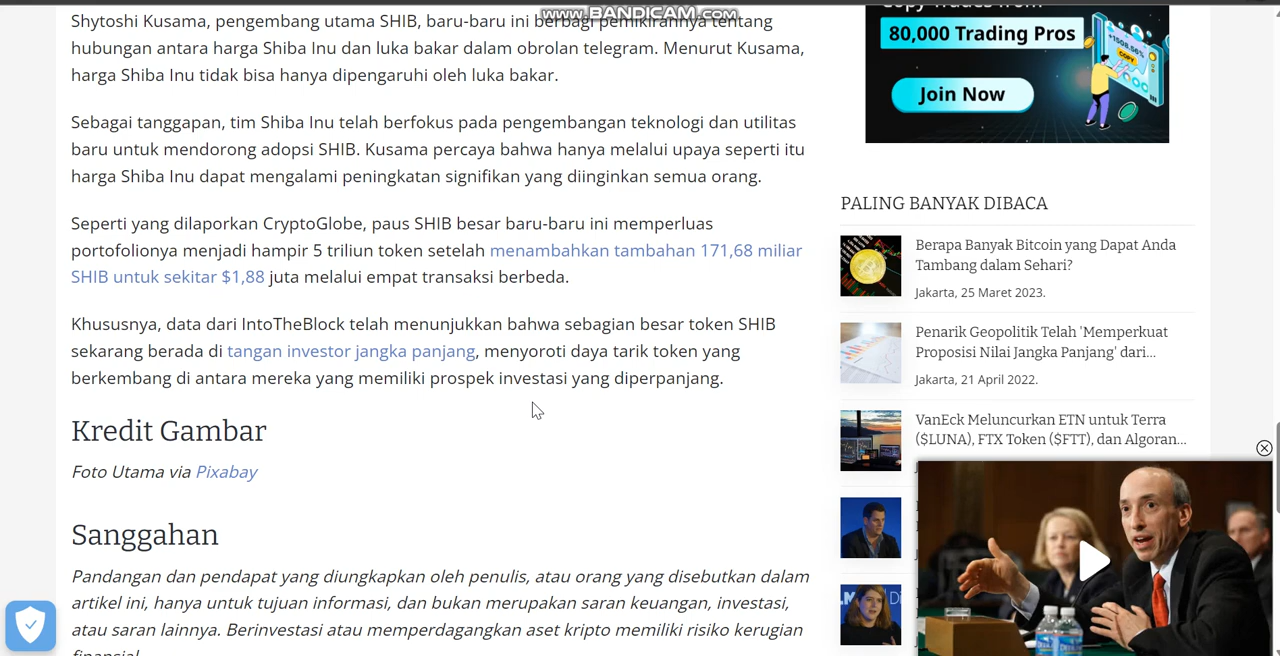 www.BANDICAM.com
Shytoshi Kusama, pengembang utama SHIB, baru-baru ini berbagi pemikirannya tentang
hubungan antara harga Shiba Inu dan luka bakar dalam obrolan telegram. Menurut Kusama,
harga Shiba Inu tidak bisa hanya dipengaruhi oleh luka bakar.
Sebagai tanggapan, tim Shiba Inu telah berfokus pada pengembangan teknologi dan utilitas
baru untuk mendorong adopsi SHIB. Kusama percaya bahwa hanya melalui upaya seperti itu
harga Shiba Inu dapat mengalami peningkatan signifikan yang diinginkan semua orang.
Seperti yang dilaporkan CryptoGlobe, paus SHIB besar baru-baru ini memperluas
portofolionya menjadi hampir 5 triliun token setelah menambahkan tambahan 171,68 miliar
SHIB untuk sekitar $1,88 juta melalui empat transaksi berbeda.
Khususnya, data dari IntoTheBlock telah menunjukkan bahwa sebagian besar token SHIB
sekarang berada di tangan investor jangka panjang, menyoroti daya tarik token yang
berkembang di antara mereka yang memiliki prospek investasi yang diperpanjang.
Kredit Gambar
Foto Utama via Pixabay
Sanggahan
Pandangan dan pendapat yang diungkapkan oleh penulis, atau orang yang disebutkan dalam
artikel ini, hanya untuk tujuan informasi, dan bukan merupakan saran keuangan, investasi,
atau saran lainnya. Berinvestasi atau memperdagangkan aset kripto memiliki risiko kerugian
finansial.
Copy Trades from
80,000 Trading Pros
Join Now
+1508.56%
COPY
PALING BANYAK DIBACA
Berapa Banyak Bitcoin yang Dapat Anda
Tambang dalam Sehari?
Jakarta, 25 Maret 2023.
Penarik Geopolitik Telah 'Memperkuat
Proposisi Nilai Jangka Panjang' dari...
Jakarta, 21 April 2022.
VanEck Meluncurkan ETN untuk Terra
($LUNA), FTX Token ($FTT), dan Algoran...